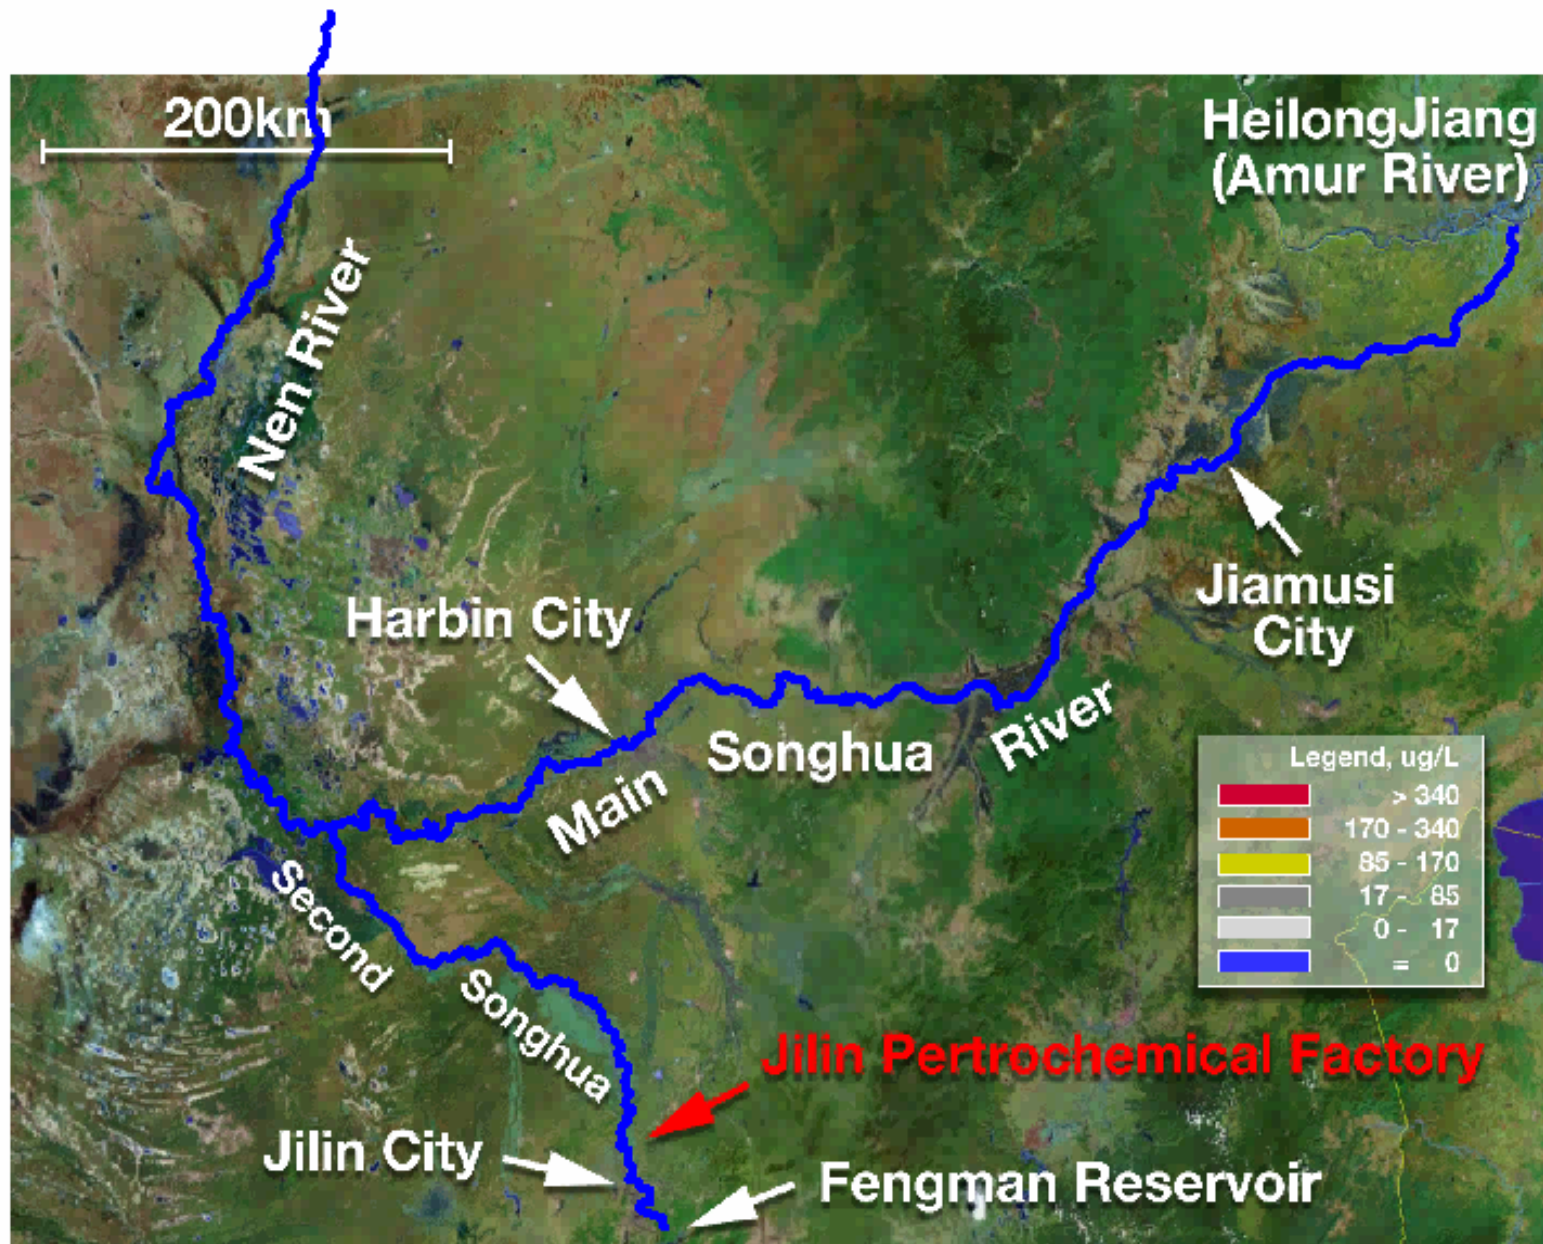 200km
HeilongJiang
(Amur River)
Nen River
Harbin City
Jiamusi
City
Main Songhua River
Legend, ug/L
> 340
170 - 340
85 - 170
17 - 85
0 - 17
= 0
Second Songhua
Jilin Pertrochemical Factory
Jilin City
Fengman Reservoir